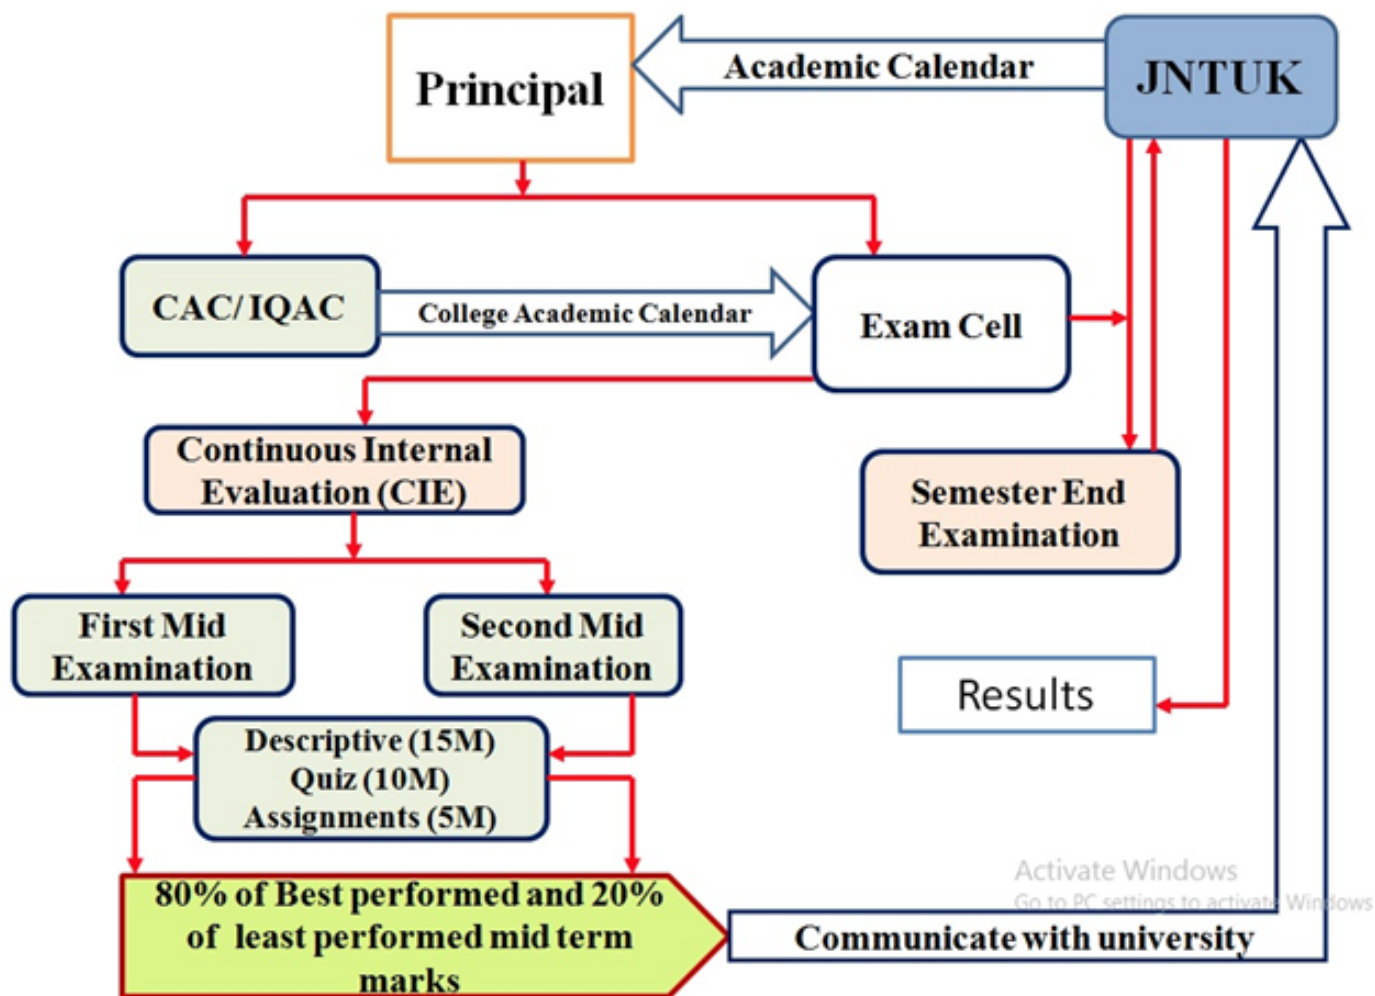 Principal
Academic Calendar
JNTUK
CAC/ IQAC
College Academic Calendar
Exam Cell
Continuous Internal
Evaluation (CIE)
Semester End
Examination
First Mid
Examination
Second Mid
Examination
Results
Descriptive (15M)
Quiz (10M)
Assignments (5M)
80% of Best performed and 20%
of least performed mid term
marks
Communicate with university
Activate Windows
Go to PC settings to activate Windows